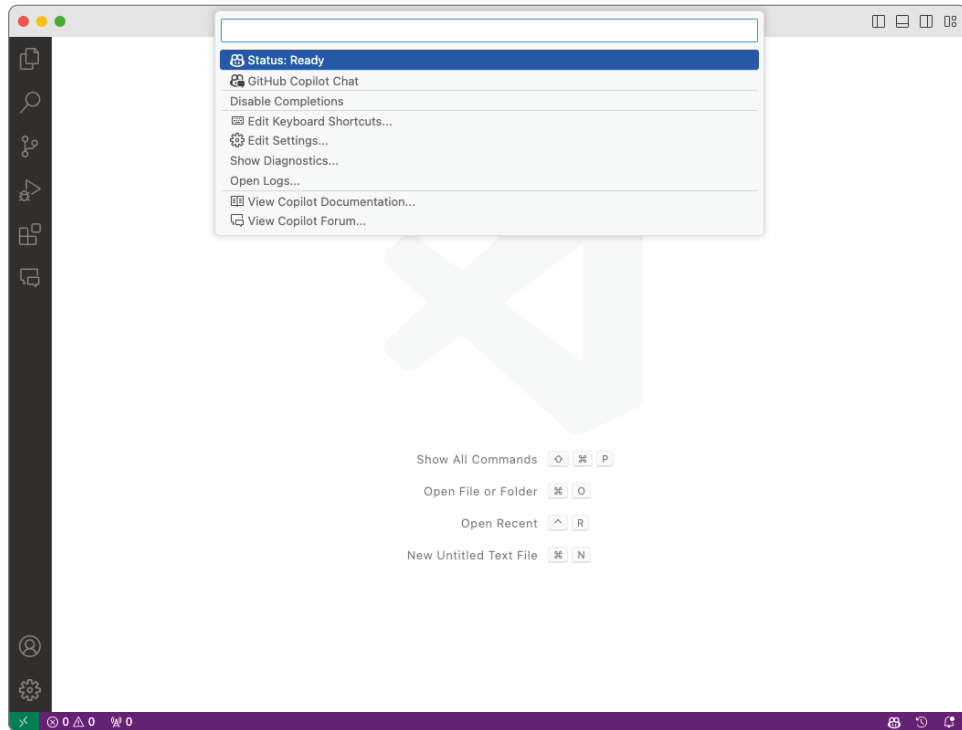 Status: Ready
GitHub Copilot Chat
Disable Completions
Edit Keyboard Shortcuts...
Edit Settings...
Show Diagnostics...
Open Logs...
View Copilot Documentation...
View Copilot Forum...
Show All Commands ⇧ ⌘ P
Open File or Folder ⌘ O
Open Recent ^ R
New Untitled Text File ⌘ N
0 0 0